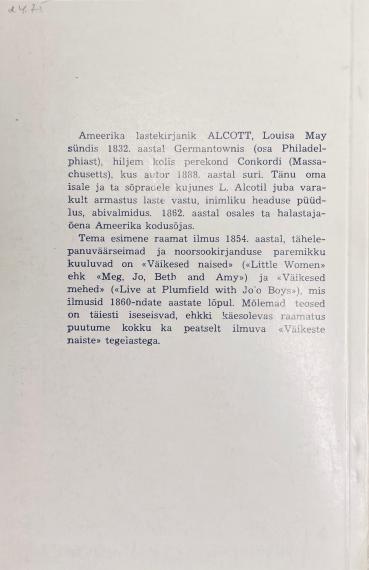 24.71
Ameerika lastekirjanik ALCOTT, Louisa May
sündis 1832. aastal Germantownis (osa Philadel-
phiast), hiljem kolis perekond Conkordi (Massa-
chusetts), kus autor 1888. aastal suri. Tänu oma
isale ja ta sõpradele kujunes L. Alcotil juba vara-
kult armastus laste vastu, inimliku headuse püüd-
lus, abivalmidus. 1862. aastal osales ta halastaja-
õena Ameerika kodusõjas.
Tema esimene raamat ilmus 1854. aastal, tähele-
panuväärseimad ja noorsookirjanduse paremikku
kuuluvad on «Väikesed naised» («Little Women»
ehk «Meg, Jo, Beth and Amy») ja «Väikesed
mehed» («Live at Plumfield with Jo'o Boys»), mis
ilmusid 1860-ndate aastate lõpul. Mõlemad teosed
on täiesti iseseisvad, ehkki käesolevas raamatus
puutume kokku ka peatselt ilmuva «Väikeste
naiste» tegelastega.